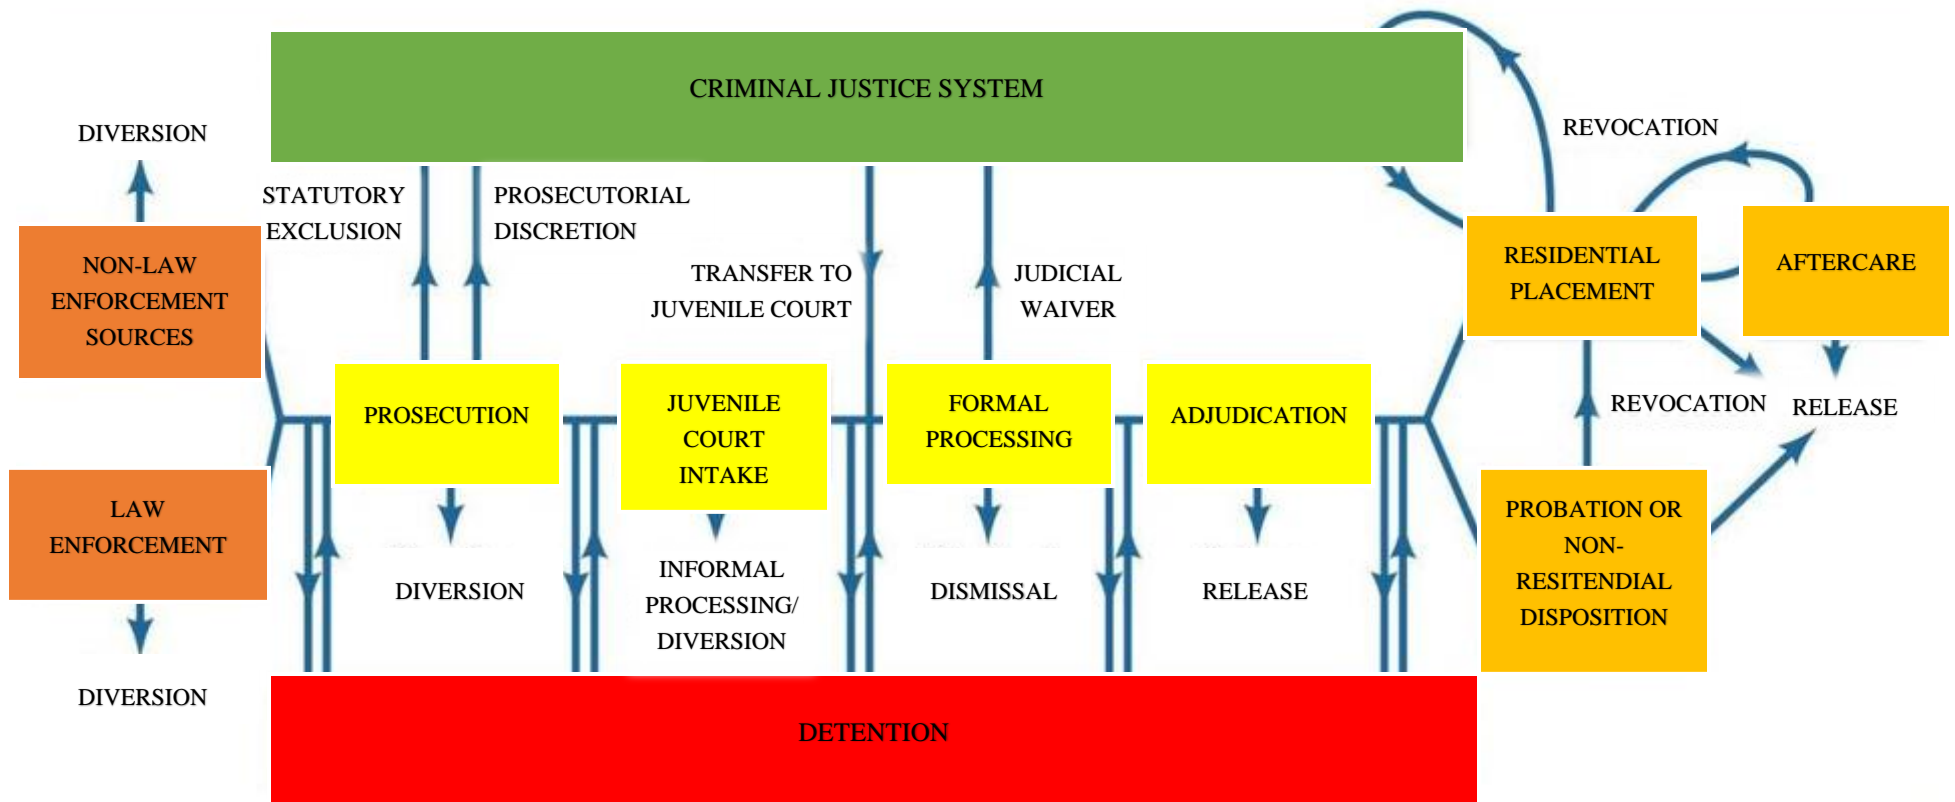 CRIMINAL JUSTICE SYSTEM
DIVERSION
REVOCATION
STATUTORY
EXCLUSION
PROSECUTORIAL
DISCRETION
NON-LAW
ENFORCEMENT
SOURCES
TRANSFER TO
JUVENILE COURT
JUDICIAL
WAIVER
RESIDENTIAL
PLACEMENT
AFTERCARE
PROSECUTION
JUVENILE
COURT
INTAKE
FORMAL
PROCESSING
ADJUDICATION
REVOCATION
RELEASE
LAW
ENFORCEMENT
PROBATION OR
NON-
RESITENDIAL
DISPOSITION
DIVERSION
INFORMAL
PROCESSING/
DIVERSION
DISMISSAL
RELEASE
DIVERSION
DETENTION